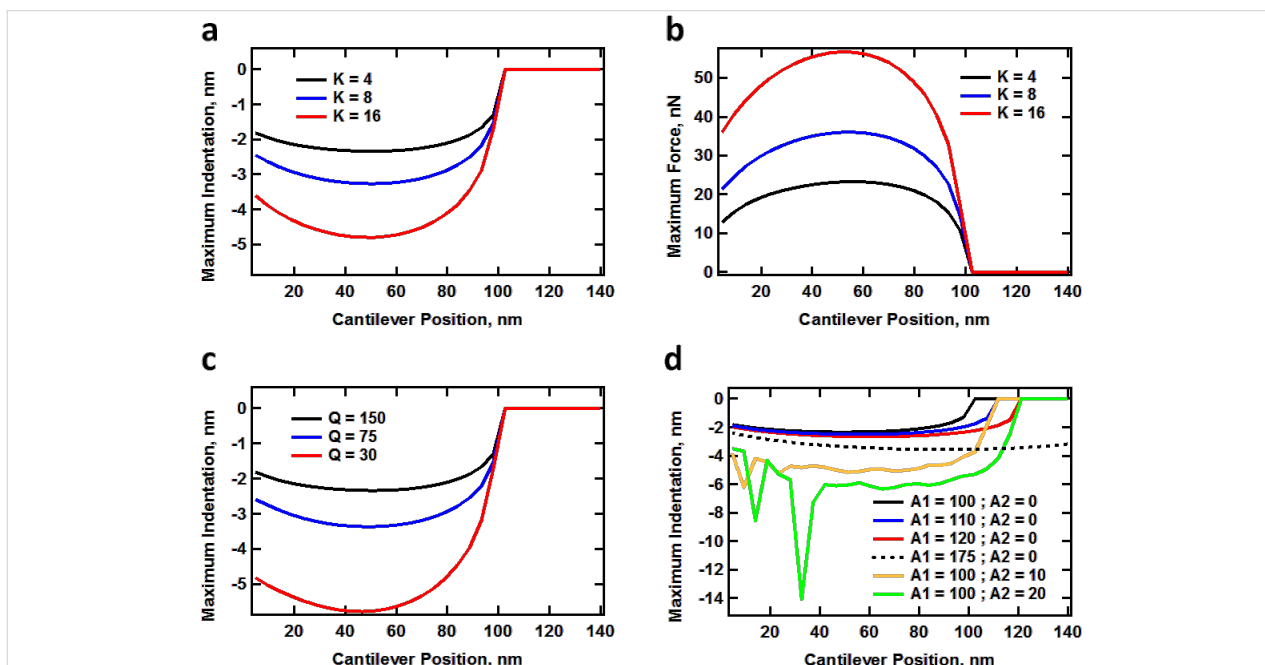 a
K = 4
K = 8
K = 16
Maximum Indentation, nm
0
-1
-2
-3
-4
-5
20 40 60 80 100 120 140
Cantilever Position, nm
b
K = 4
K = 8
K = 16
Maximum Force, nN
50
40
30
20
10
0
20 40 60 80 100 120 140
Cantilever Position, nm
c
Q = 150
Q = 75
Q = 30
Maximum Indentation, nm
0
-1
-2
-3
-4
-5
20 40 60 80 100 120 140
Cantilever Position, nm
d
Maximum Indentation, nm
0
-2
-4
-6
-8
-10
-12
-14
A1 = 100 ; A2 = 0
A1 = 110 ; A2 = 0
A1 = 120 ; A2 = 0
A1 = 175 ; A2 = 0
A1 = 100 ; A2 = 10
A1 = 100 ; A2 = 20
20 40 60 80 100 120 140
Cantilever Position, nm